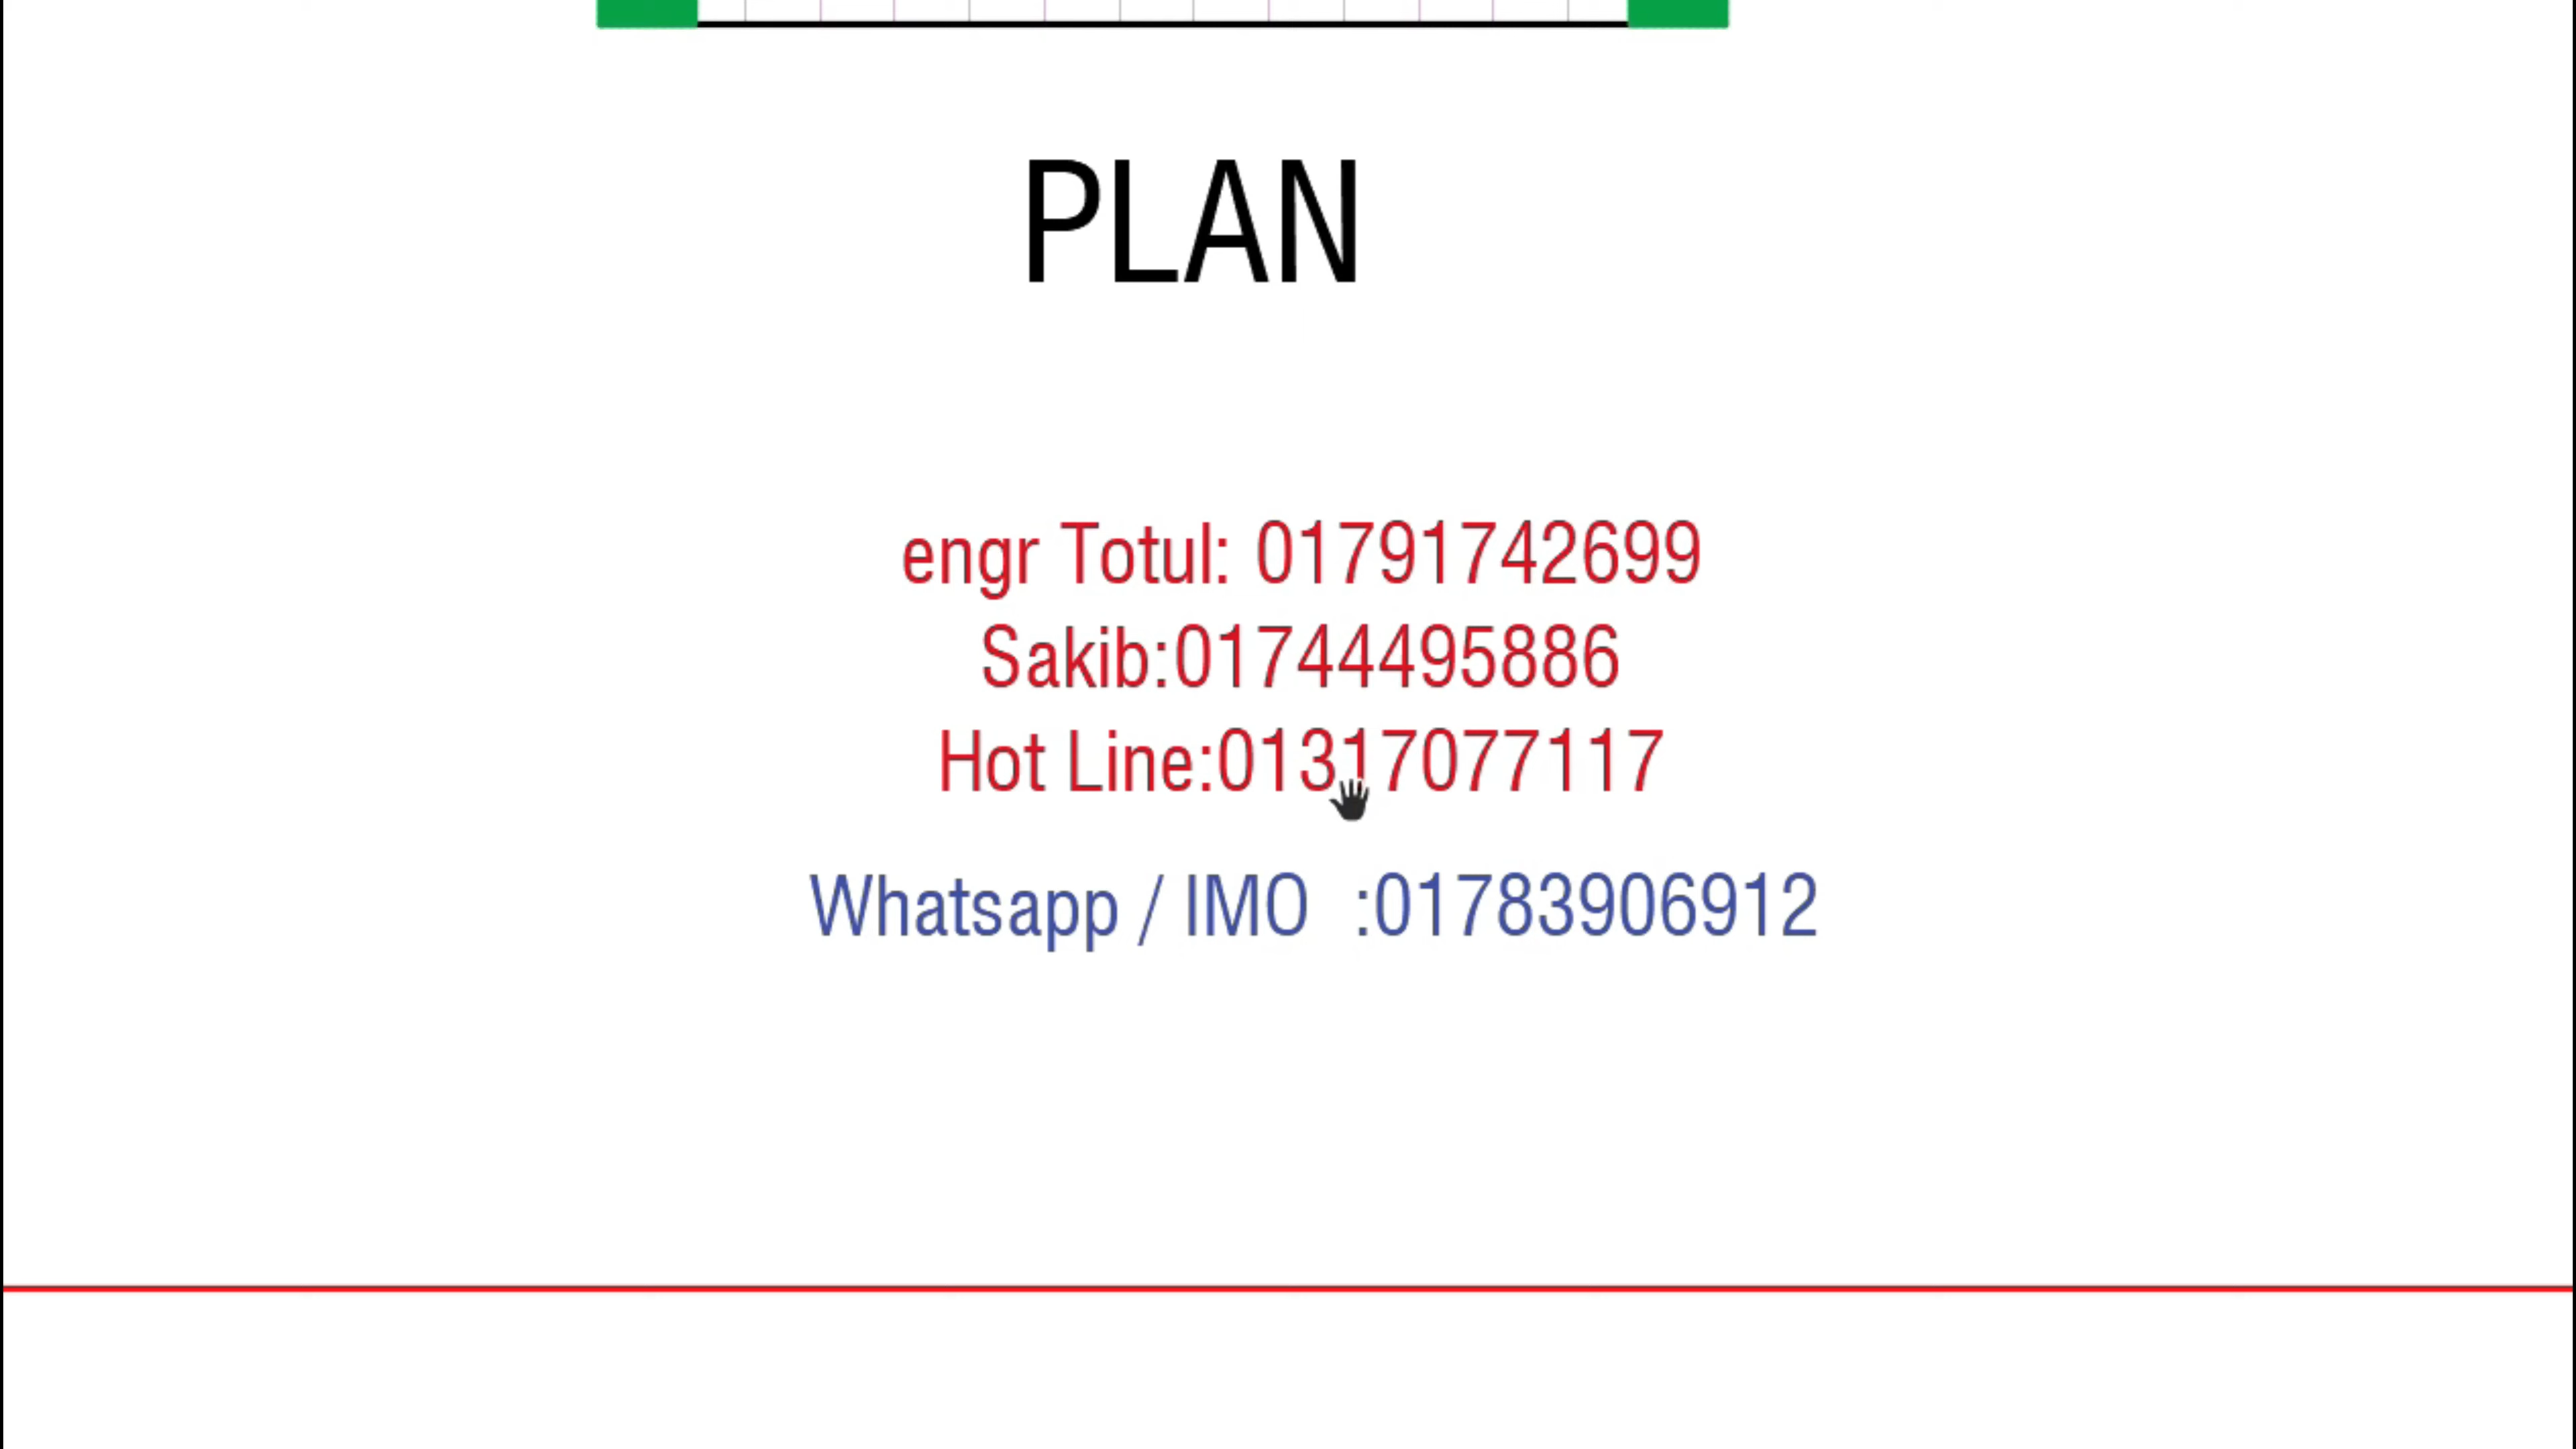 PLAN
engr Totul: 01791742699
Sakib:01744495886
Hot Line:01317077117
Whatsapp / IMO  :01783906912